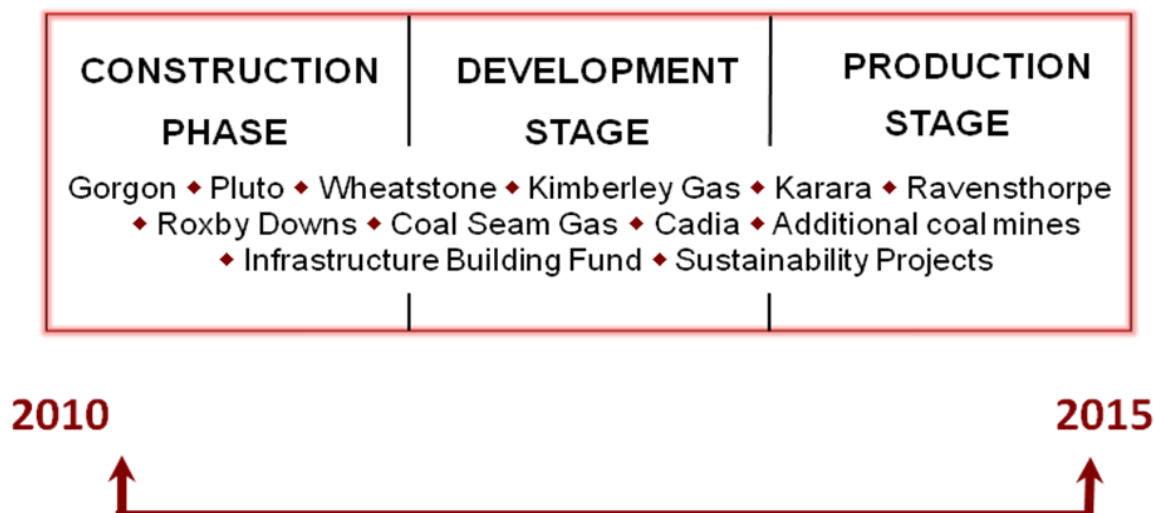 CONSTRUCTION PHASE
DEVELOPMENT STAGE
PRODUCTION STAGE
Gorgon ◆ Pluto ◆ Wheatstone ◆ Kimberley Gas ◆ Karara ◆ Ravensthorpe
◆ Roxby Downs ◆ Coal Seam Gas ◆ Cadia ◆ Additional coal mines
◆ Infrastructure Building Fund ◆ Sustainability Projects
2010
2015